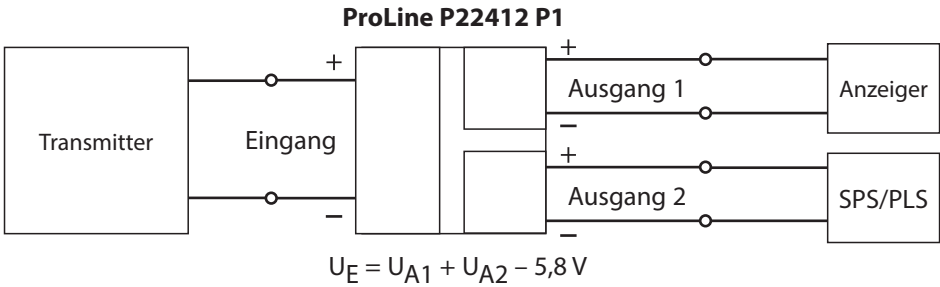 ProLine P22412 P1
+
+
Ausgang 1
Anzeiger
Transmitter
Eingang
–
+
Ausgang 2
SPS/PLS
–
–
U_E = U_A1 + U_A2 – 5,8 V